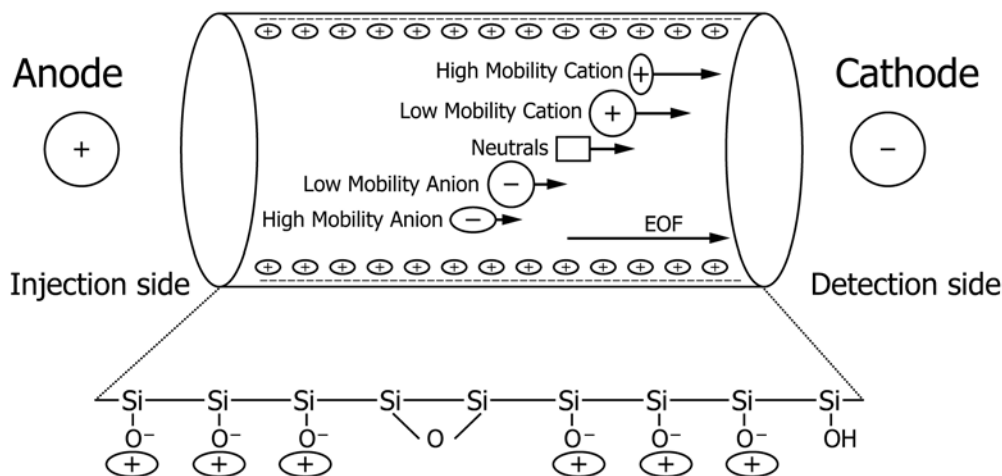 Anode
+
Injection side
+ + + + + + + + + + + +
High Mobility Cation +
Low Mobility Cation +
Neutrals
Low Mobility Anion −
High Mobility Anion −
EOF
+ + + + + + + + + + + +
Cathode
−
Detection side
Si Si Si Si Si Si Si Si Si
O− O− O− O O− O− O− OH
+ + + + + +